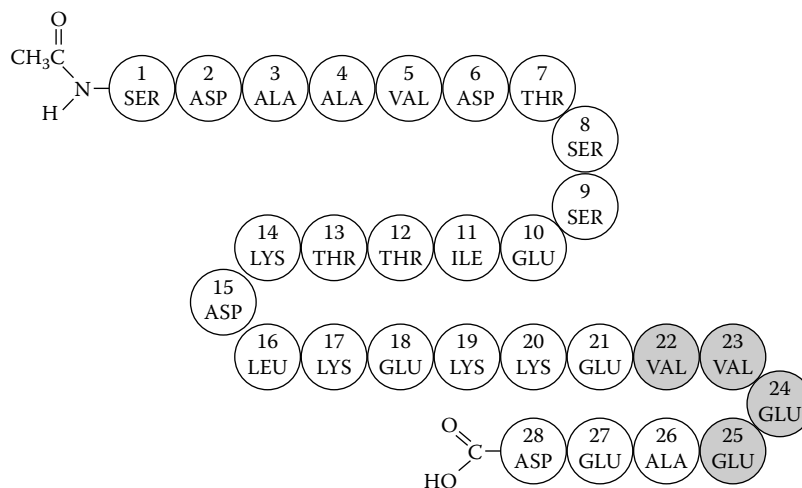 O
CH₃C
1 2 3 4 5 6 7
N SER ASP ALA ALA VAL ASP THR
H
8
SER
9
SER
14 13 12 11 10
LYS THR THR ILE GLU
15
ASP
16 17 18 19 20 21 22 23
LEU LYS GLU LYS LYS GLU VAL VAL
24
GLU
O
28 27 26 25
C ASP GLU ALA GLU
HO